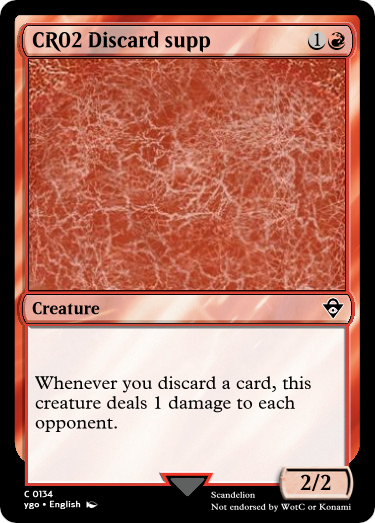 CR02 Discard supp 1
Creature
Whenever you discard a card, this
creature deals 1 damage to each
opponent.
2/2
C 0134
ygo • English
Scandelion
Not endorsed by WotC or Konami